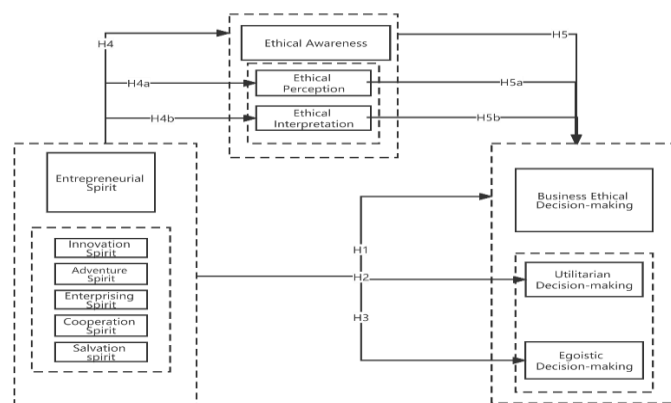 H4
Ethical Awareness
H5
H4a
Ethical
Perception
H5a
H4b
Ethical
Interpretation
H5b
Entrepreneurial
Spirit
Business Ethical
Decision-making
Innovation
Spirit
Adventure
Spirit
Enterprising
Spirit
Cooperation
Spirit
Salvation
spirit
H1
H2
H3
Utilitarian
Decision-making
Egoistic
Decision-making